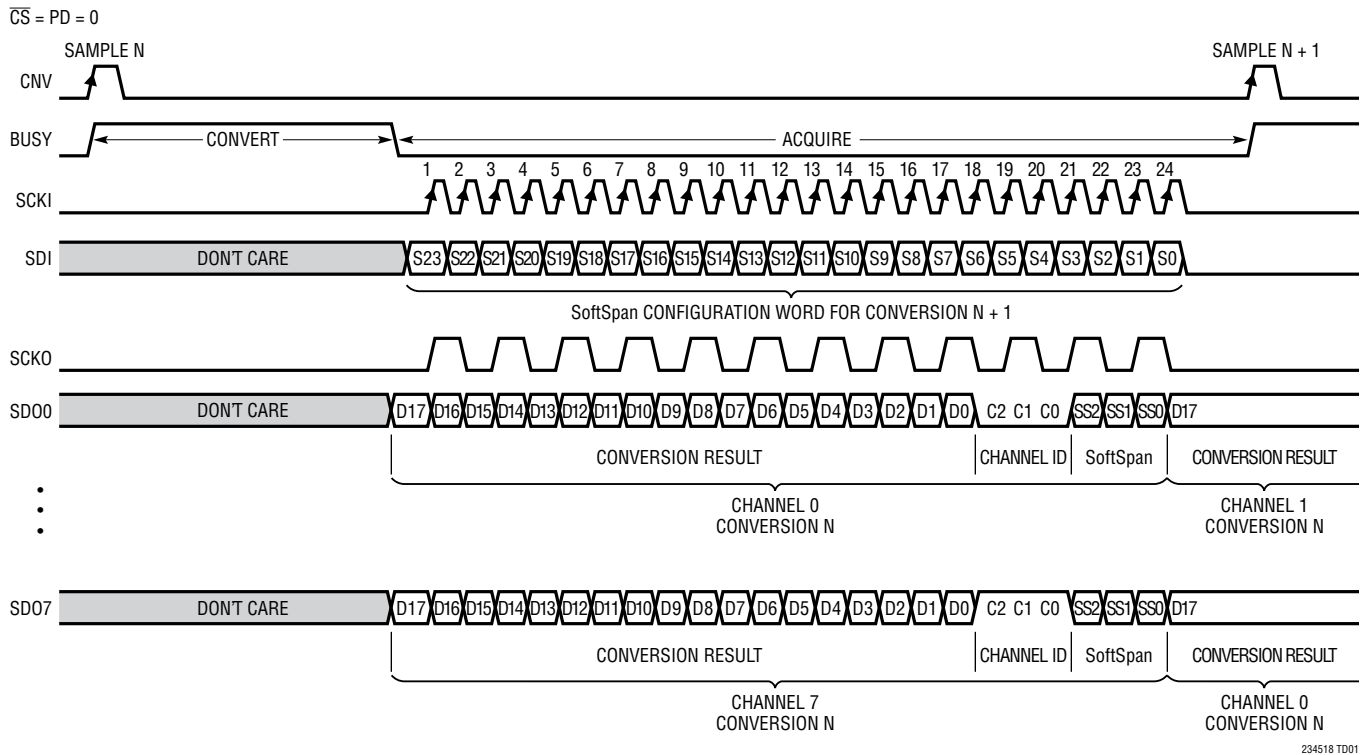 CS = PD = 0
SAMPLE N SAMPLE N + 1
CNV
BUSY CONVERT ACQUIRE
1 2 3 4 5 6 7 8 9 10 11 12 13 14 15 16 17 18 19 20 21 22 23 24
SCKI
SDI DON'T CARE S23 S22 S21 S20 S19 S18 S17 S16 S15 S14 S13 S12 S11 S10 S9 S8 S7 S6 S5 S4 S3 S2 S1 S0
SoftSpan CONFIGURATION WORD FOR CONVERSION N + 1
SCKO
SDO0 DON'T CARE D17 D16 D15 D14 D13 D12 D11 D10 D9 D8 D7 D6 D5 D4 D3 D2 D1 D0 C2 C1 C0 SS2 SS1 SS0 D17
CONVERSION RESULT CHANNEL ID SoftSpan CONVERSION RESULT
CHANNEL 0 CHANNEL 1
CONVERSION N CONVERSION N
SDO7 DON'T CARE D17 D16 D15 D14 D13 D12 D11 D10 D9 D8 D7 D6 D5 D4 D3 D2 D1 D0 C2 C1 C0 SS2 SS1 SS0 D17
CONVERSION RESULT CHANNEL ID SoftSpan CONVERSION RESULT
CHANNEL 7 CHANNEL 0
CONVERSION N CONVERSION N
234518 TD01